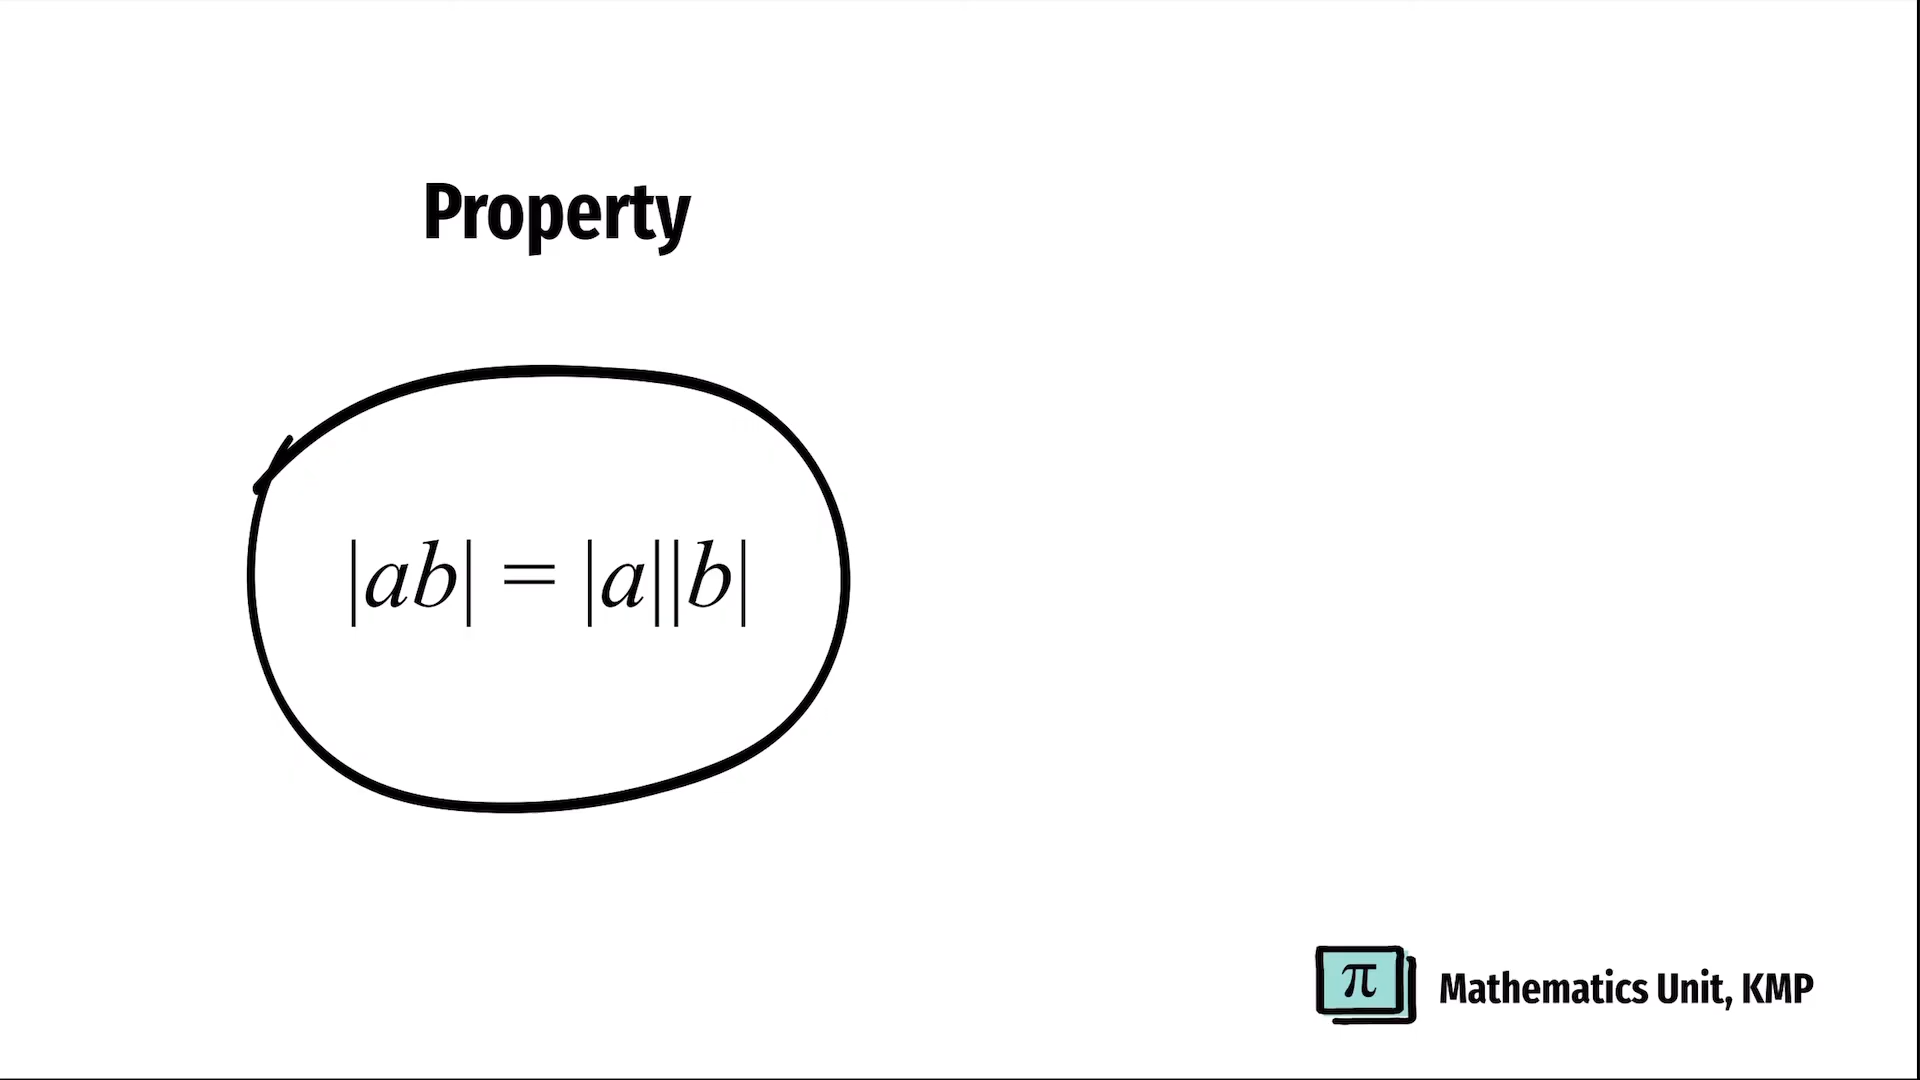 Property
|ab| = |a||b|
π
Mathematics Unit, KMP